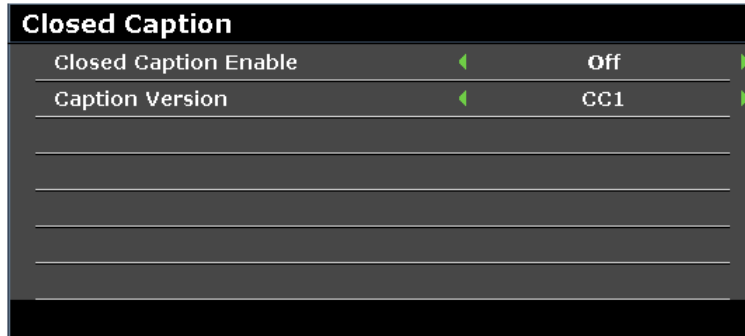 Closed Caption
Closed Caption Enable Off
Caption Version CC1